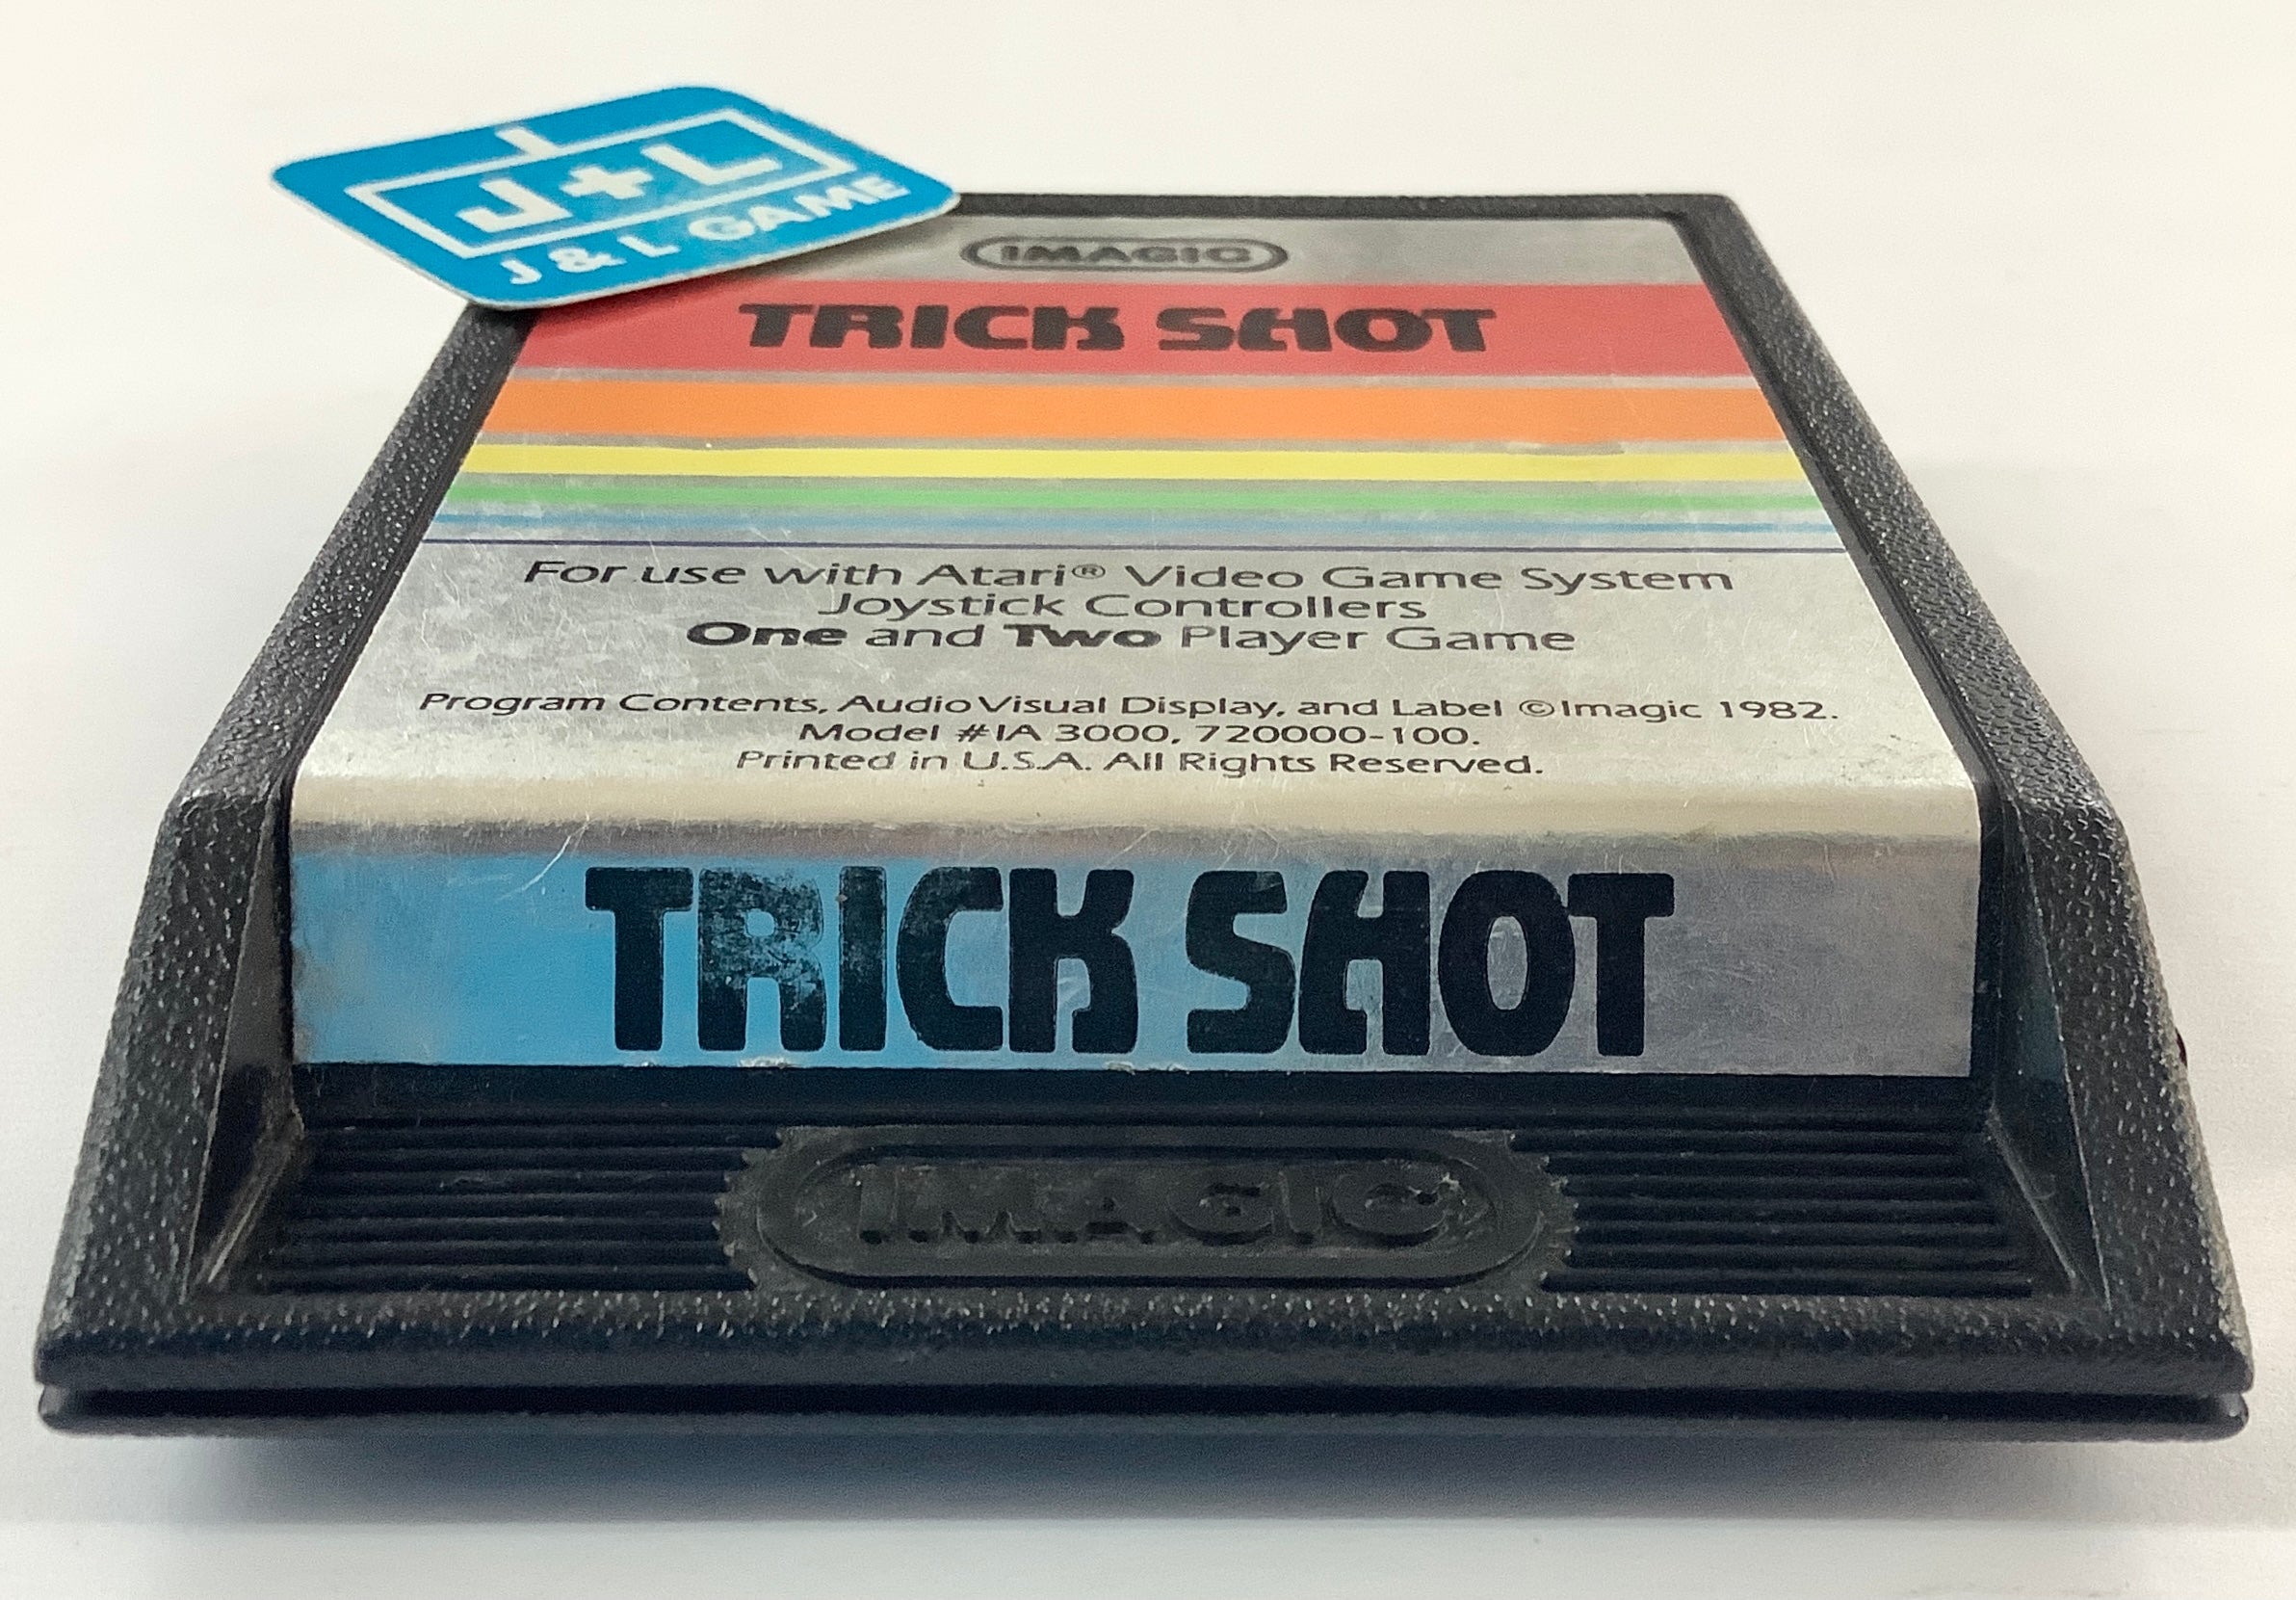 J+L
J & L GAME
IMAGIC
TRICK SHOT
For use with Atari® Video Game System
Joystick Controllers
One and Two Player Game
Program Contents, Audio Visual Display, and Label ©Imagic 1982.
Model #IA 3000, 720000-100.
Printed in U.S.A. All Rights Reserved.
TRICK SHOT
IMAGIC